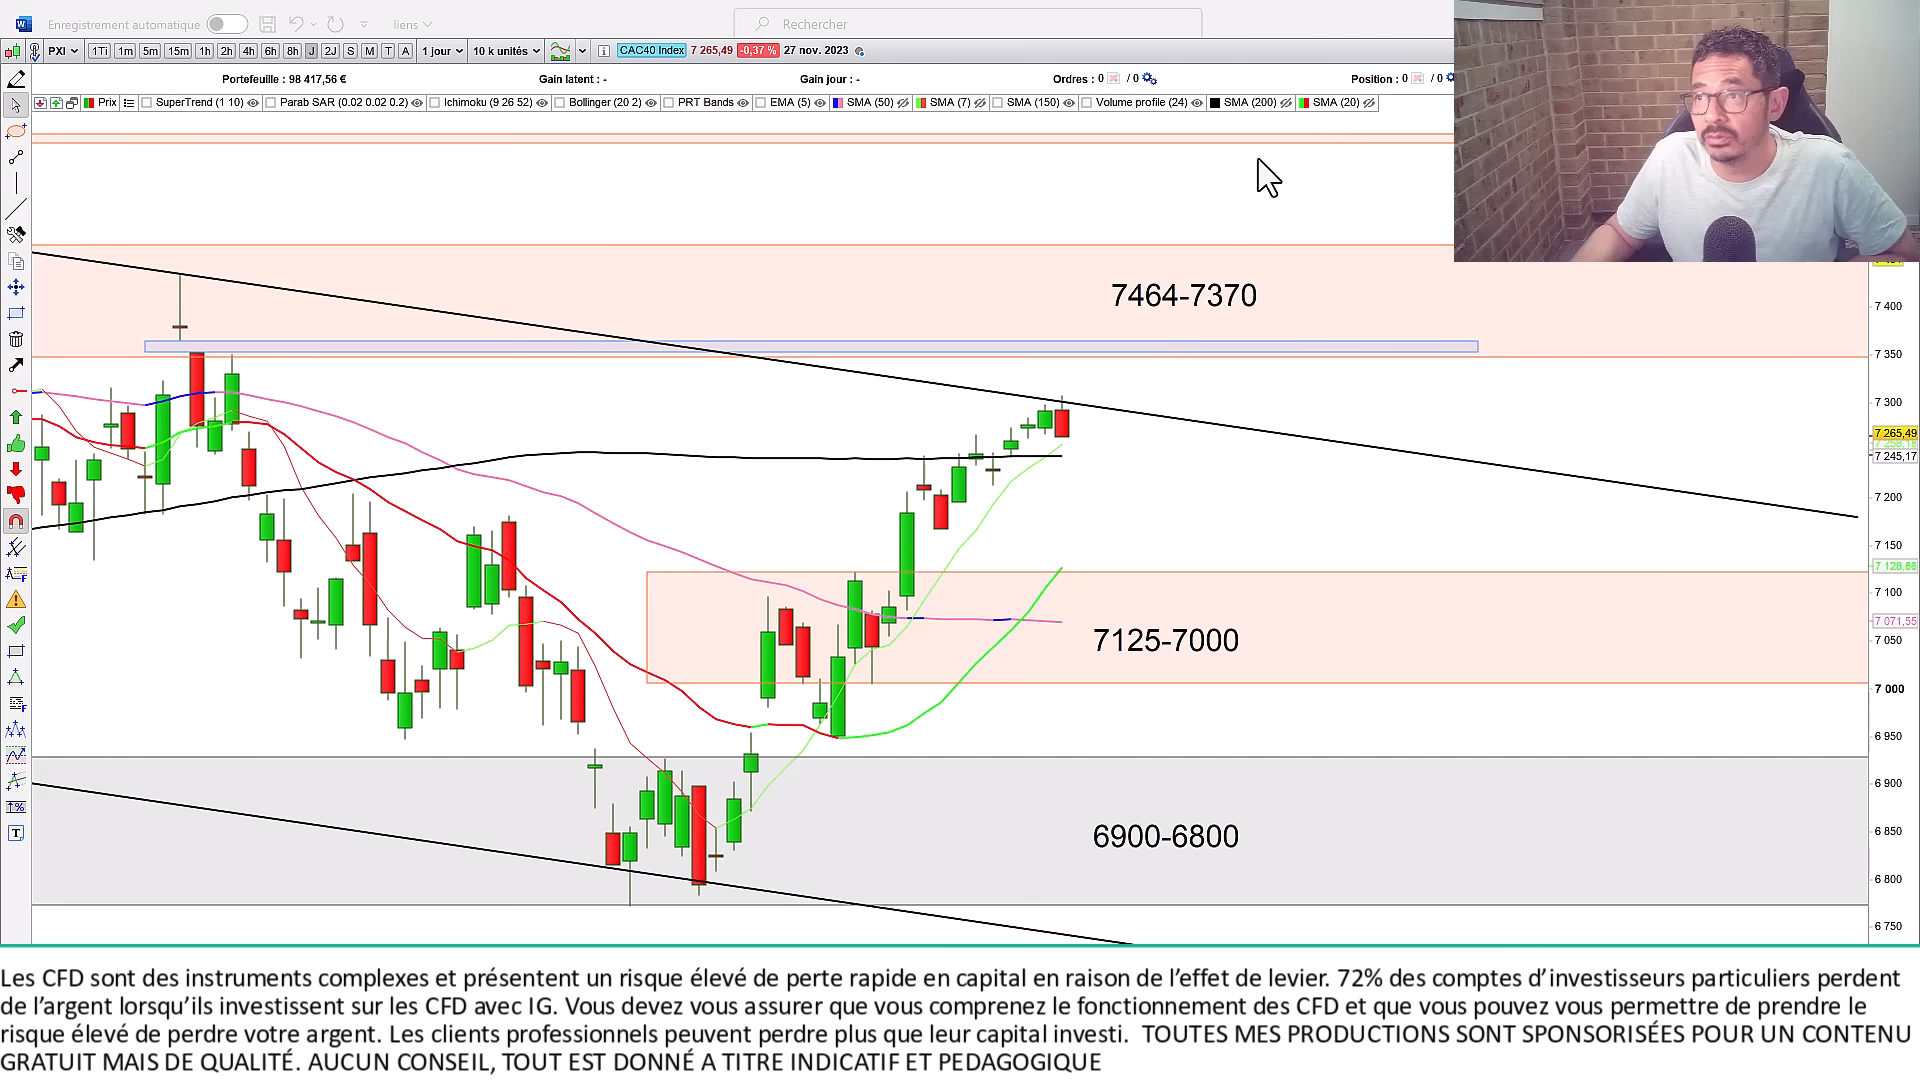 Enregistrement automatique liens Rechercher
PXI 1Ti 1m 5m 15m 1h 2h 4h 6h 8h J 2J S M T A 1 jour 10 k unités CAC40 Index 7 265,49 -0,37 % 27 nov. 2023
Portefeuille : 98 417,56 € Gain latent : - Gain jour : - Ordres : 0 / 0 Position : 0 / 0
Prix SuperTrend (1 10) Parab SAR (0.02 0.02 0.2) Ichimoku (9 26 52) Bollinger (20 2) PRT Bands EMA (5) SMA (50) SMA (7) SMA (150) Volume profile (24) SMA (200) SMA (20)
7464-7370
7 400
7 350
7 300
7 265,49
7 245,17
7 200
7 150
7 128,86
7 100
7 071,55
7125-7000
7 050
7 000
6 950
6 900
6900-6800
6 850
6 800
6 750
Les CFD sont des instruments complexes et présentent un risque élevé de perte rapide en capital en raison de l’effet de levier. 72% des comptes d’investisseurs particuliers perdent
de l’argent lorsqu’ils investissent sur les CFD avec IG. Vous devez vous assurer que vous comprenez le fonctionnement des CFD et que vous pouvez vous permettre de prendre le
risque élevé de perdre votre argent. Les clients professionnels peuvent perdre plus que leur capital investi. TOUTES MES PRODUCTIONS SONT SPONSORISÉES POUR UN CONTENU
GRATUIT MAIS DE QUALITÉ. AUCUN CONSEIL, TOUT EST DONNÉ A TITRE INDICATIF ET PEDAGOGIQUE